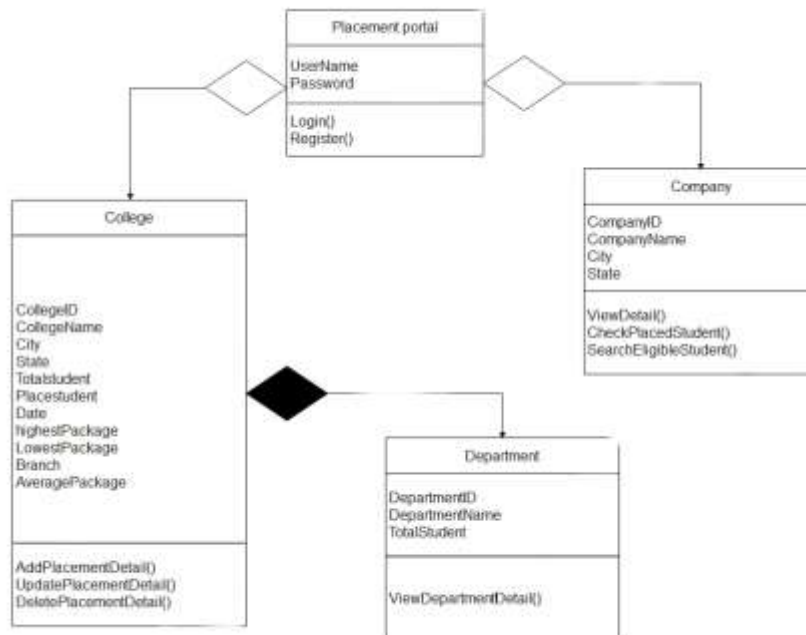 Placement portal
UserName
Password
Login()
Register()
Company
CompanyID
CompanyName
City
State
ViewDetail()
CheckPlacedStudent()
SearchEligibleStudent()
College
CollegeID
CollegeName
City
State
Totalstudent
Placestudent
Date
highestPackage
LowestPackage
Branch
AveragePackage
AddPlacementDetail()
UpdatePlacementDetail()
DeletePlacementDetail()
Department
DepartmentID
DepartmentName
TotalStudent
ViewDepartmentDetail()